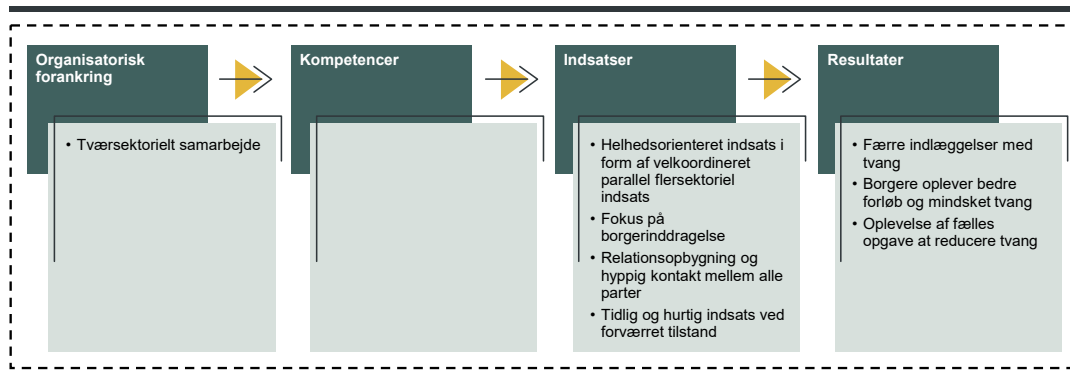 Organisatorisk
forankring
• Tværsektorielt samarbejde
Kompetencer
Indsatser
• Helhedsorienteret indsats i
form af velkoordineret
parallel flersektoriel
indsats
• Fokus på
borgerinddragelse
• Relationsopbygning og
hyppig kontakt mellem alle
parter
• Tidlig og hurtig indsats ved
forværret tilstand
Resultater
• Færre indlæggelser med
tvang
• Borgere oplever bedre
forløb og mindsket tvang
• Oplevelse af fælles
opgave at reducere tvang